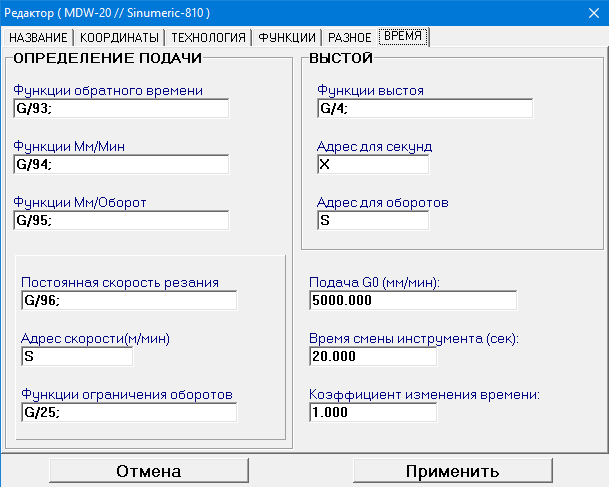 Редактор ( MDW-20 // Sinumeric-810 )
НАЗВАНИЕ КООРДИНАТЫ ТЕХНОЛОГИЯ ФУНКЦИИ РАЗНОЕ ВРЕМЯ
ОПРЕДЕЛЕНИЕ ПОДАЧИ
Функции обратного времени
G/93;
Функции Мм/Мин
G/94;
Функции Мм/Оборот
G/95;
Постоянная скорость резания
G/96;
Адрес скорости(м/мин)
S
Функции ограничения оборотов
G/25;
ВЫСТОЙ
Функции выстоя
G/4;
Адрес для секунд
X
Адрес для оборотов
S
Подача G0 (мм/мин):
5000.000
Время смены инструмента (сек):
20.000
Коэффициент изменения времени:
1.000
Отмена
Применить